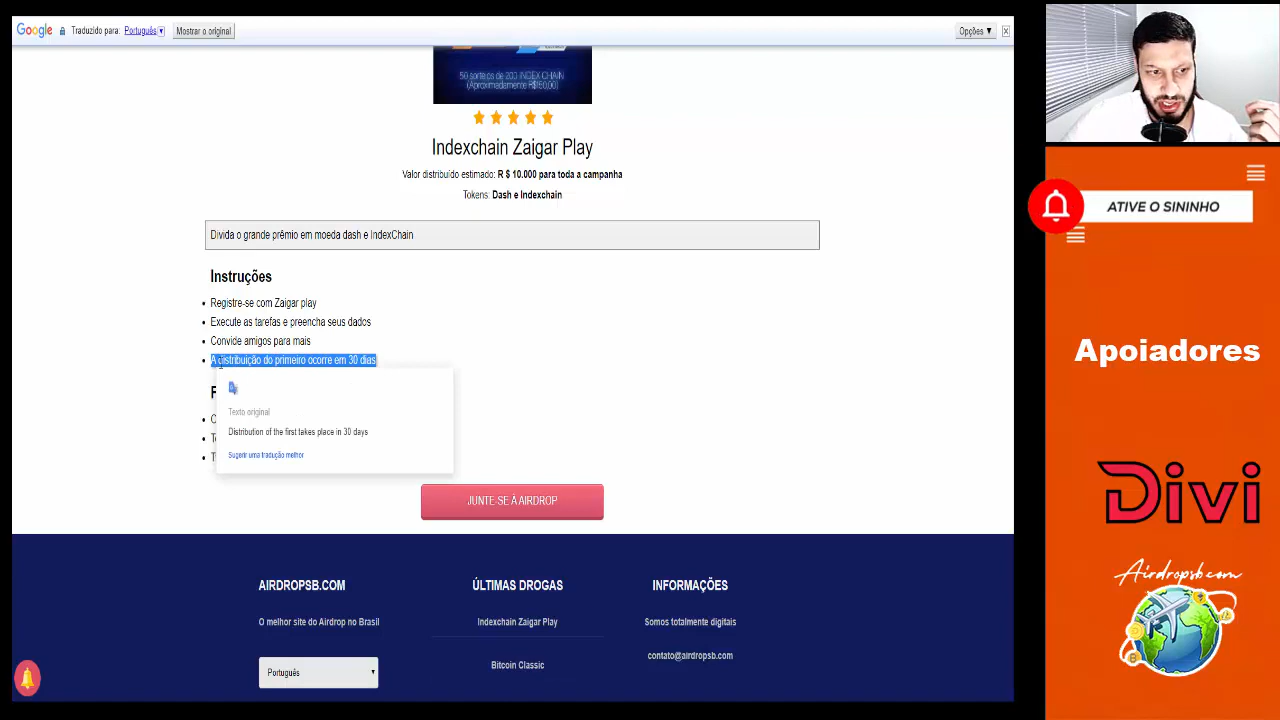 Google Traduzido para: Português Mostrar o original Opções ▼ X
50 sorteios de 200 INDEX CHAIN
(Aproximadamente R$150,00)
Indexchain Zaigar Play
Valor distribuído estimado: R $ 10.000 para toda a campanha
Tokens: Dash e Indexchain
Divida o grande prêmio em moeda dash e IndexChain
Instruções
Registre-se com Zaigar play
Execute as tarefas e preencha seus dados
Convide amigos para mais
A distribuição do primeiro ocorre em 30 dias
Texto original
Distribution of the first takes place in 30 days
Sugerir uma tradução melhor
JUNTE-SE À AIRDROP
AIRDROPSB.COM
O melhor site do Airdrop no Brasil
Português
ÚLTIMAS DROGAS
Indexchain Zaigar Play
Bitcoin Classic
INFORMAÇÕES
Somos totalmente digitais
contato@airdropsb.com
ATIVE O SININHO
Apoiadores
Divi
Airdropsb.com